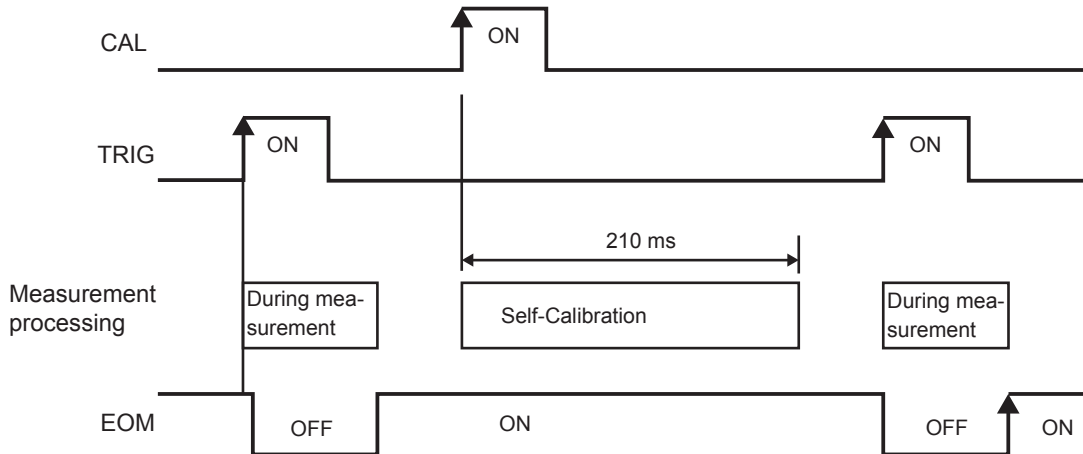 CAL
ON
TRIG
ON
ON
210 ms
Measurement
processing
During mea-
surement
Self-Calibration
During mea-
surement
EOM
OFF
ON
OFF
ON